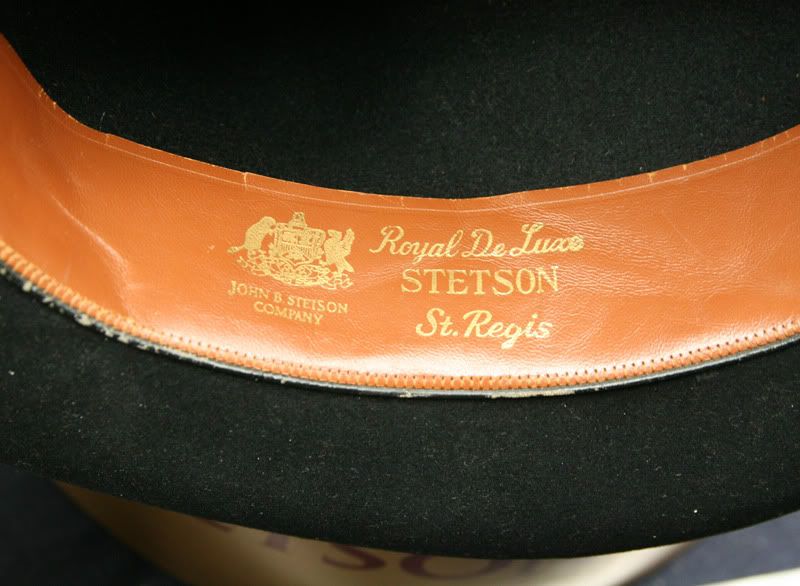 JOHN B STETSON
COMPANY
Royal De Luxe
STETSON
St. Regis